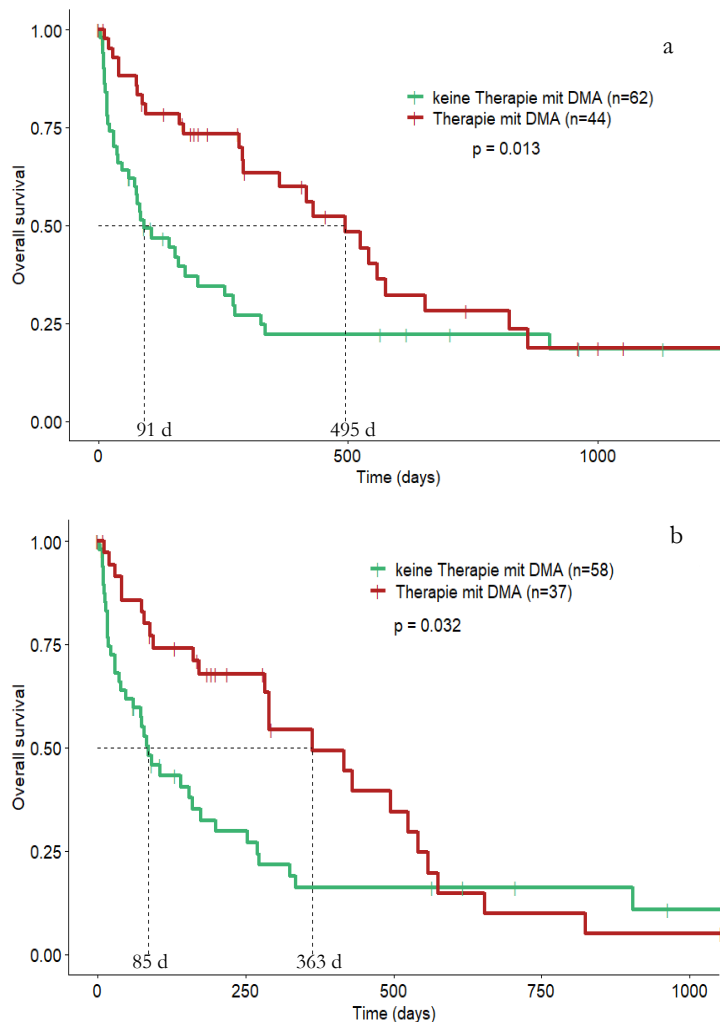 a
1.00
0.75
0.50
0.25
0.00
Overall survival
keine Therapie mit DMA (n=62)
Therapie mit DMA (n=44)
p = 0.013
91 d
495 d
0
500
1000
Time (days)
b
1.00
0.75
0.50
0.25
0.00
Overall survival
keine Therapie mit DMA (n=58)
Therapie mit DMA (n=37)
p = 0.032
85 d
363 d
0
250
500
750
1000
Time (days)